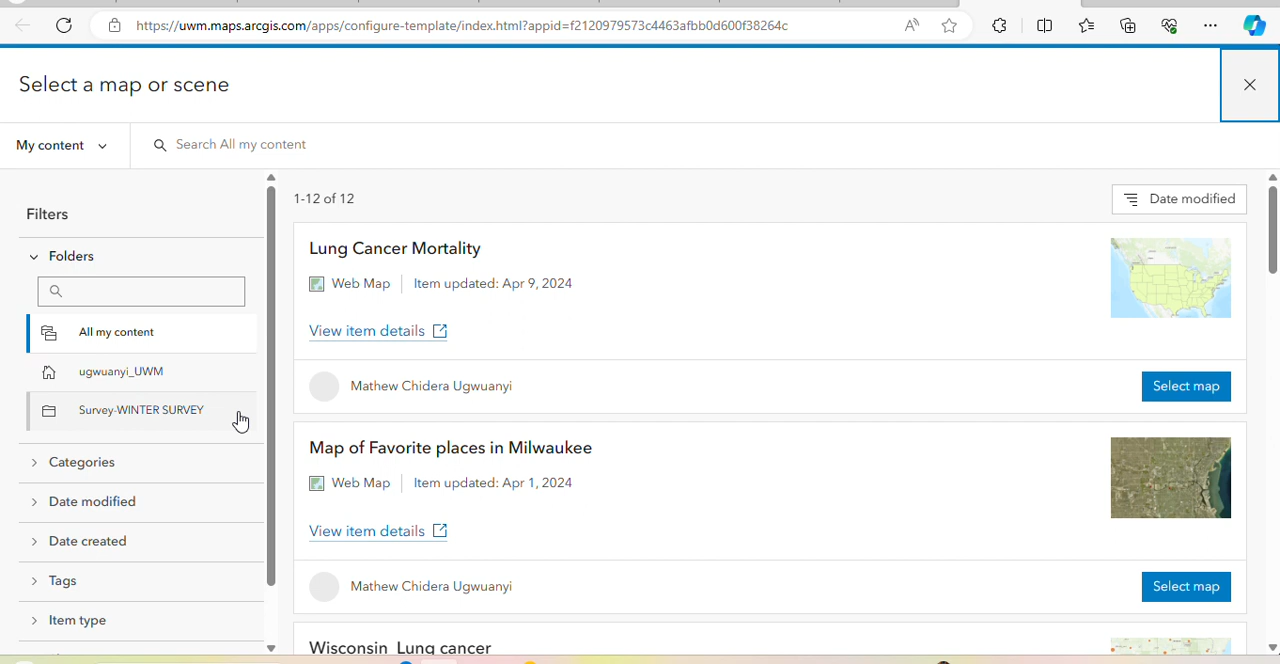 https://uwm.maps.arcgis.com/apps/configure-template/index.html?appid=f2120979573c4463afbb0d600f38264c
Select a map or scene
My content
Search All my content
Filters
1-12 of 12
Date modified
Folders
Lung Cancer Mortality
Web Map
Item updated: Apr 9, 2024
All my content
View item details
ugwuanyi_UWM
Mathew Chidera Ugwuanyi
Select map
Survey-WINTER SURVEY
Map of Favorite places in Milwaukee
Categories
Web Map
Item updated: Apr 1, 2024
Date modified
View item details
Date created
Tags
Mathew Chidera Ugwuanyi
Select map
Item type
Wisconsin_Lung cancer